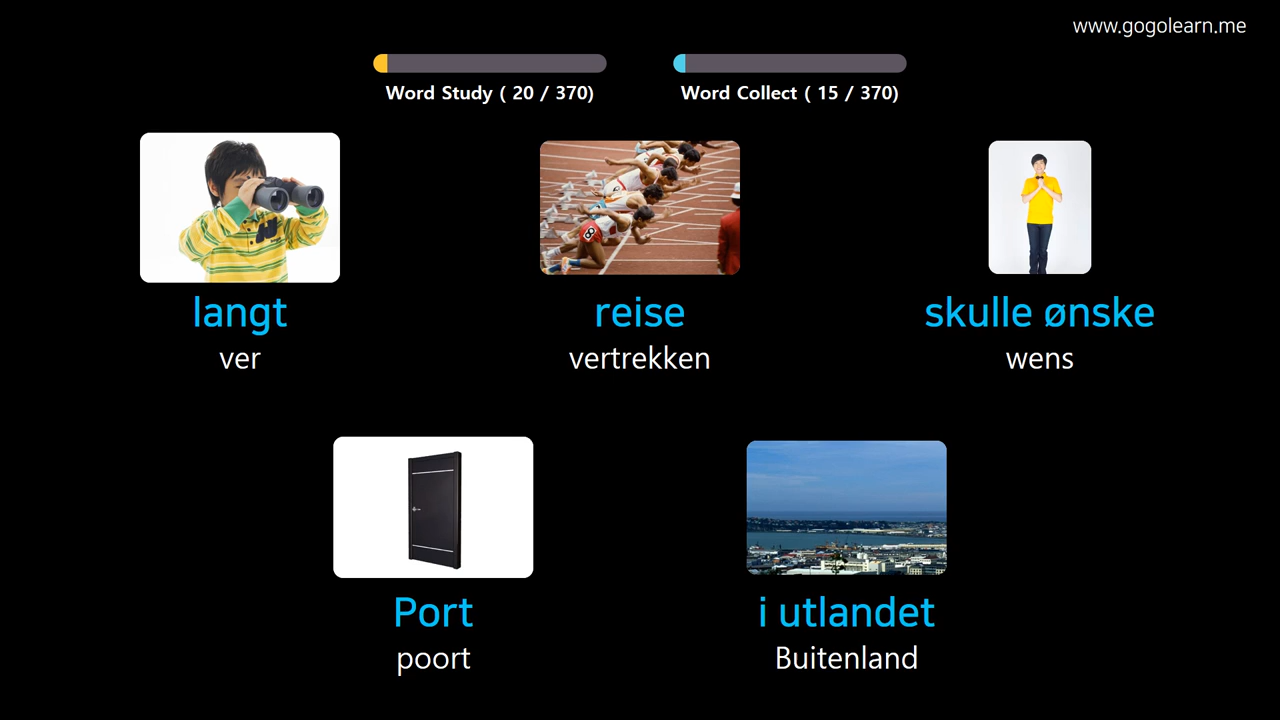 www.gogolearn.me
Word Study ( 20 / 370)
Word Collect ( 15 / 370)
langt
ver
reise
vertrekken
skulle ønske
wens
8
Port
poort
i utlandet
Buitenland